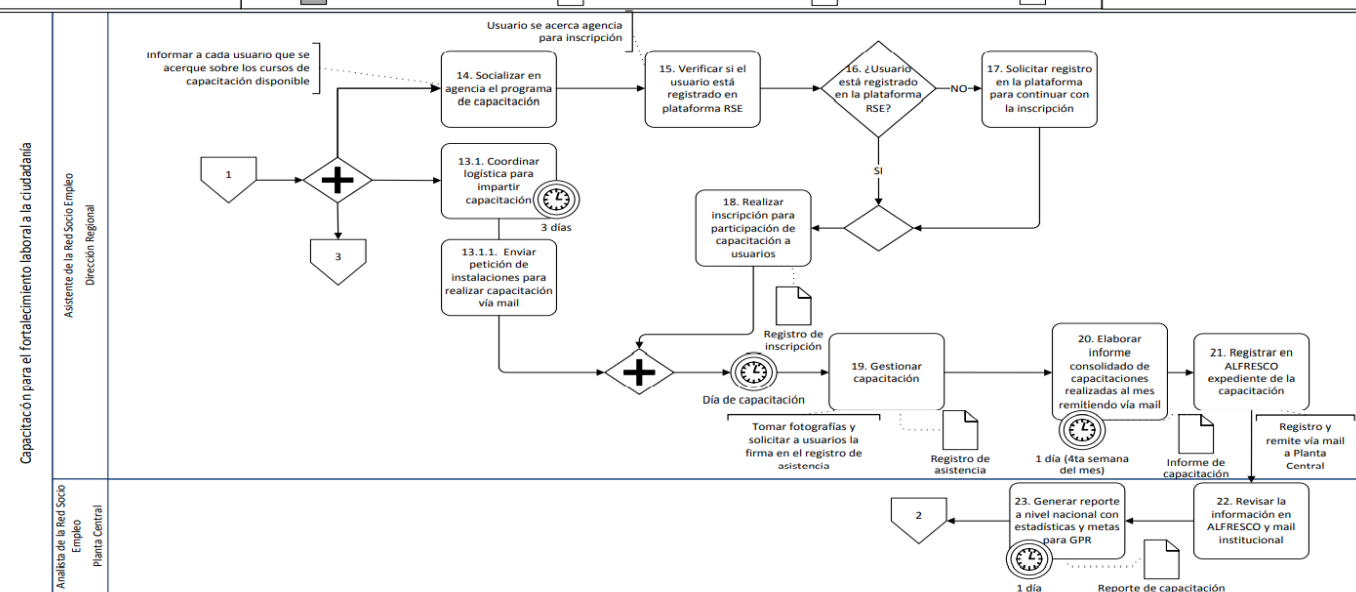 Capacitacón para el fortalecimiento laboral a la ciudadanía
Asistente de la Red Socio Empleo
Dirección Regional
Informar a cada usuario que se
acerque sobre los cursos de
capacitación disponible
Usuario se acerca agencia
para inscripción
14. Socializar en
agencia el programa
de capacitación
15. Verificar si el
usuario está
registrado en
plataforma RSE
16. ¿Usuario
está registrado
en la plataforma
RSE?
NO
17. Solicitar registro
en la plataforma
para continuar con
la inscripción
SI
1
3
13.1. Coordinar
logística para
impartir
capacitación
3 días
13.1.1. Enviar
petición de
instalaciones para
realizar capacitación
vía mail
18. Realizar
inscripción para
participación de
capacitación a
usuarios
Registro de
inscripción
Día de capacitación
19. Gestionar
capacitación
Tomar fotografías y
solicitar a usuarios la
firma en el registro de
asistencia
Registro de
asistencia
20. Elaborar
informe
consolidado de
capacitaciones
realizadas al mes
remitiendo vía mail
1 día (4ta semana
del mes)
Informe de
capacitación
21. Registrar en
ALFRESCO
expediente de la
capacitación
Registro y
remite vía mail
a Planta
Central
Analista de la Red Socio
Empleo
Planta Central
22. Revisar la
información en
ALFRESCO y mail
institucional
23. Generar reporte
a nivel nacional con
estadísticas y metas
para GPR
1 día
Reporte de capacitación
2